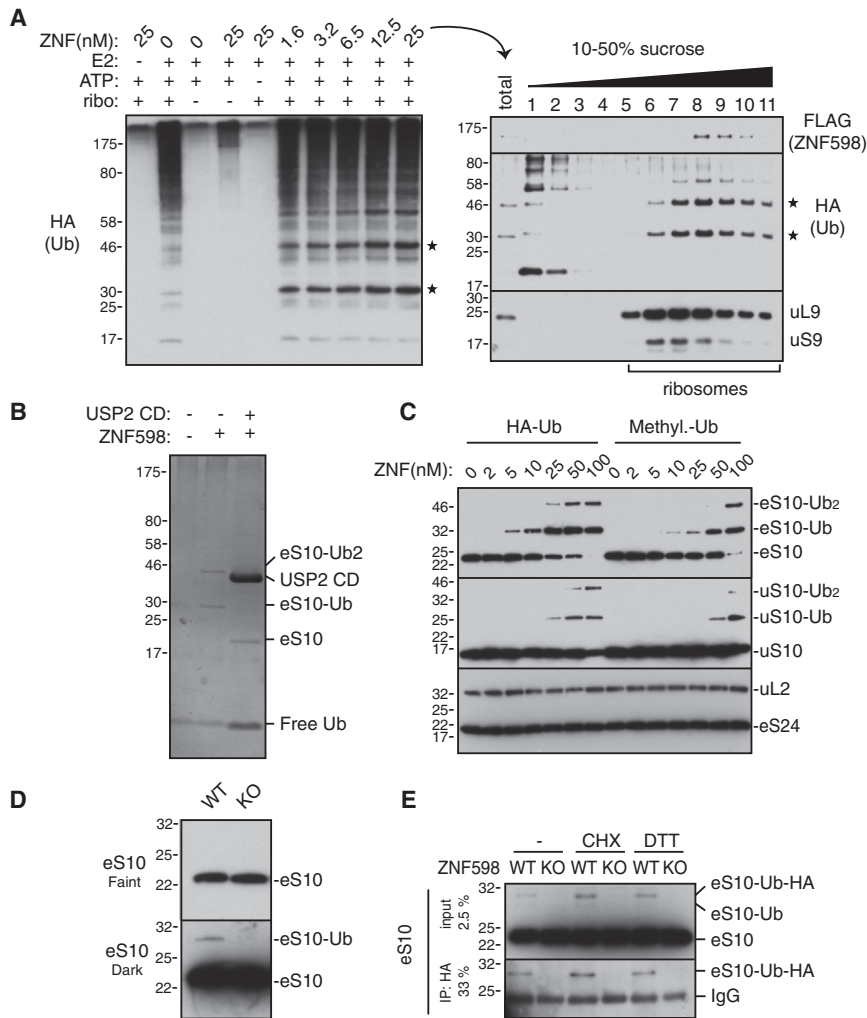 A
ZNF(nM): 25 0 0 25 25 1.6 3.2 6.5 12.5 25
E2: - + + + + + + + + +
ATP: + + + + - + + + + +
ribo: + + - - + + + + + +
175-
80-
58-
46-
30-
25-
17-
HA
(Ub)
★
★
10-50% sucrose
total 1 2 3 4 5 6 7 8 9 10 11
175-
FLAG
(ZNF598)
80-
58-
46-
30-
25-
17-
★
HA
(Ub)
★
30-
25-
17-
uL9
uS9
ribosomes
B
USP2 CD: - - +
ZNF598: - + +
175-
80-
58-
46-
30-
25-
17-
eS10-Ub2
USP2 CD
eS10-Ub
eS10
Free Ub
C
HA-Ub Methyl.-Ub
ZNF(nM): 0 2 5 10 25 50 100 0 2 5 10 25 50 100
46-
32-
25-
22-
-eS10-Ub2
-eS10-Ub
-eS10
46-
32-
25-
22-
17-
-uS10-Ub2
-uS10-Ub
-uS10
32-
25-
22-
17-
-uL2
-eS24
D
WT KO
32-
25-
22-
eS10
Faint
-eS10
32-
25-
22-
eS10
Dark
-eS10-Ub
-eS10
E
- CHX DTT
ZNF598 WT KO WT KO WT KO
eS10
input
2.5 %
32-
25-
22-
eS10-Ub-HA
eS10-Ub
eS10
IP: HA
33 %
32-
25-
eS10-Ub-HA
IgG